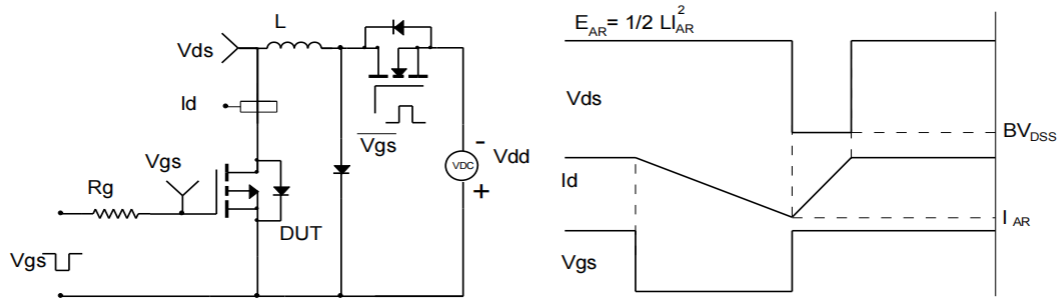 L
Vds
Id
Vgs
Vgs
Rg
DUT
Vgs
VDC
-
+
Vdd
E_AR = 1/2 LI_AR^2
Vds
BV_DSS
Id
I_AR
Vgs